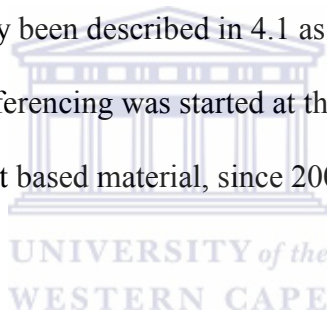 been described in 4.1 as
ferencing was started at th
based material, since 200
UNIVERSITY of the
WESTERN CAPE